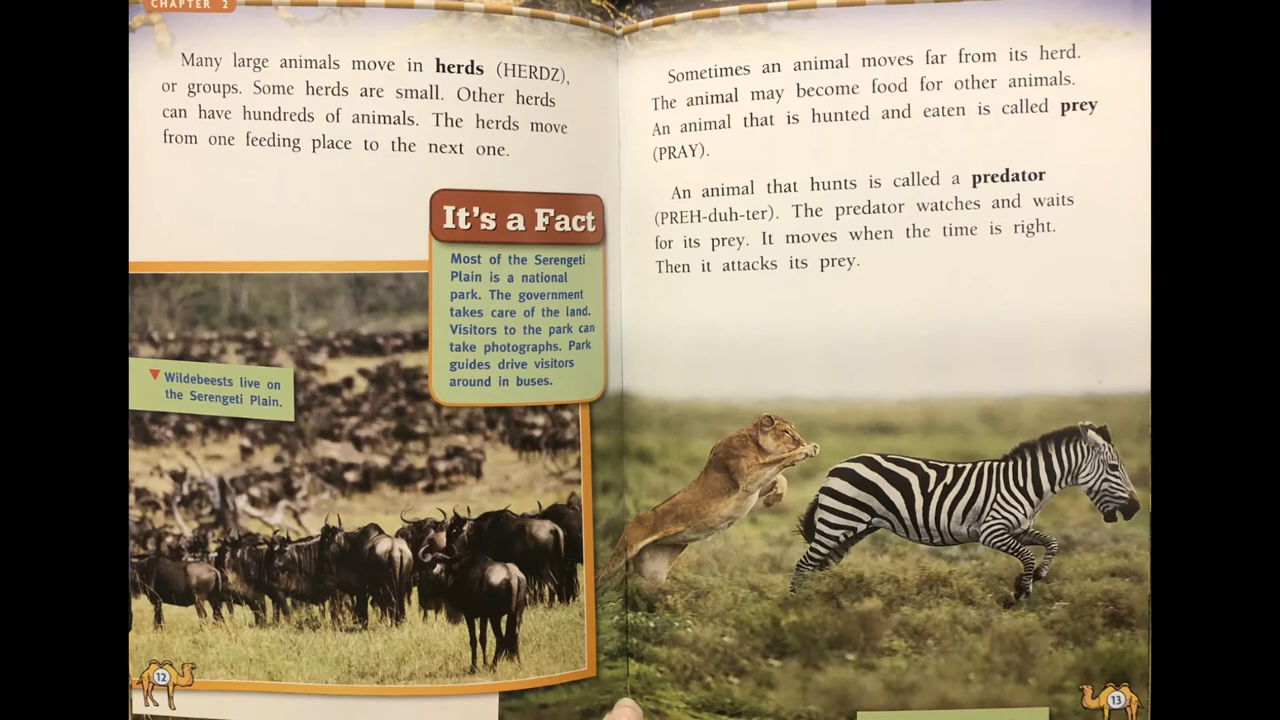 CHAPTER 2
Many large animals move in herds (HERDZ),
or groups. Some herds are small. Other herds
can have hundreds of animals. The herds move
from one feeding place to the next one.
It's a Fact
Most of the Serengeti
Plain is a national
park. The government
takes care of the land.
Visitors to the park can
take photographs. Park
guides drive visitors
around in buses.
Wildebeests live on
the Serengeti Plain.
12
Sometimes an animal moves far from its herd.
The animal may become food for other animals.
An animal that is hunted and eaten is called prey
(PRAY).
An animal that hunts is called a predator
(PREH-duh-ter). The predator watches and waits
for its prey. It moves when the time is right.
Then it attacks its prey.
13